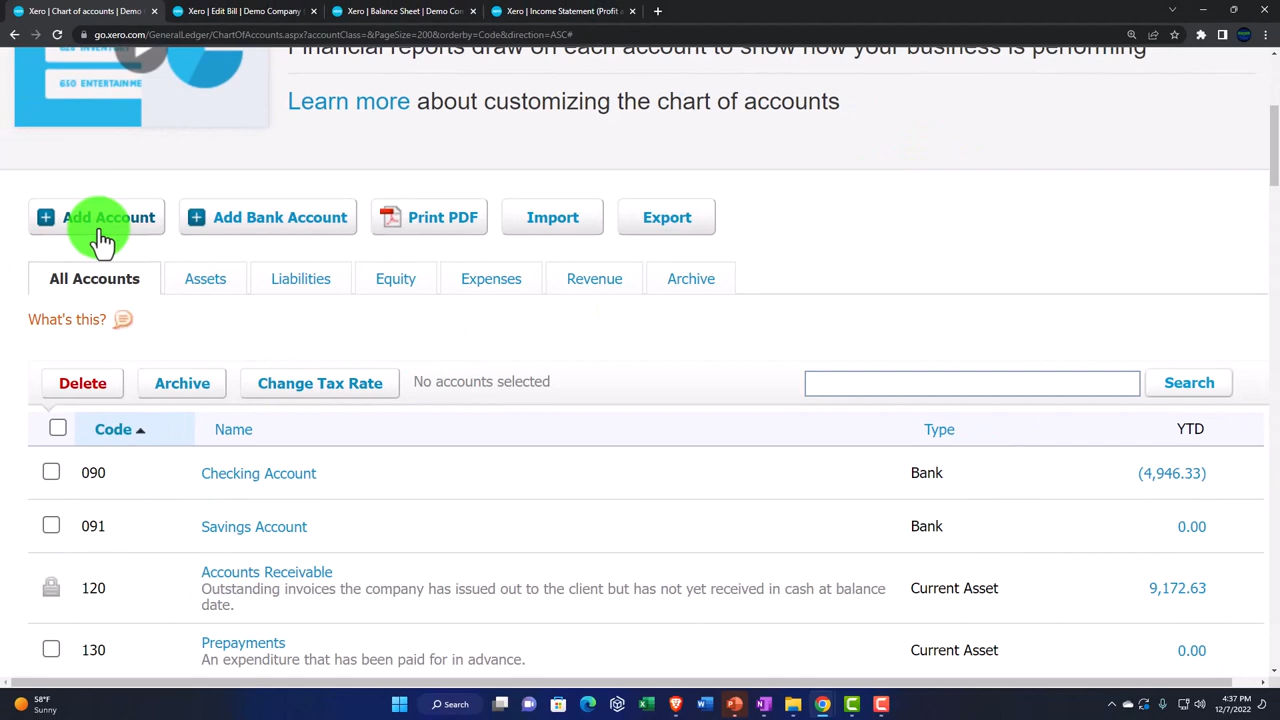 Xero | Chart of accounts | Demo
Xero | Edit Bill | Demo Company
Xero | Balance Sheet | Demo Con
Xero | Income Statement (Profit a
go.xero.com/GeneralLedger/ChartOfAccounts.aspx?accountClass=&PageSize=200&orderby=Code&direction=ASC#
Financial reports draw on each account to show how your business is performing
650 ENTERTAINME
Learn more about customizing the chart of accounts
Add Account
Add Bank Account
Print PDF
Import
Export
All Accounts
Assets
Liabilities
Equity
Expenses
Revenue
Archive
What's this?
Delete
Archive
Change Tax Rate
No accounts selected
Search
Code
Name
Type
YTD
090
Checking Account
Bank
(4,946.33)
091
Savings Account
Bank
0.00
Accounts Receivable
120
Outstanding invoices the company has issued out to the client but has not yet received in cash at balance
date.
Current Asset
9,172.63
Prepayments
130
An expenditure that has been paid for in advance.
Current Asset
0.00
58°F
Sunny
Search
4:37 PM
12/7/2022